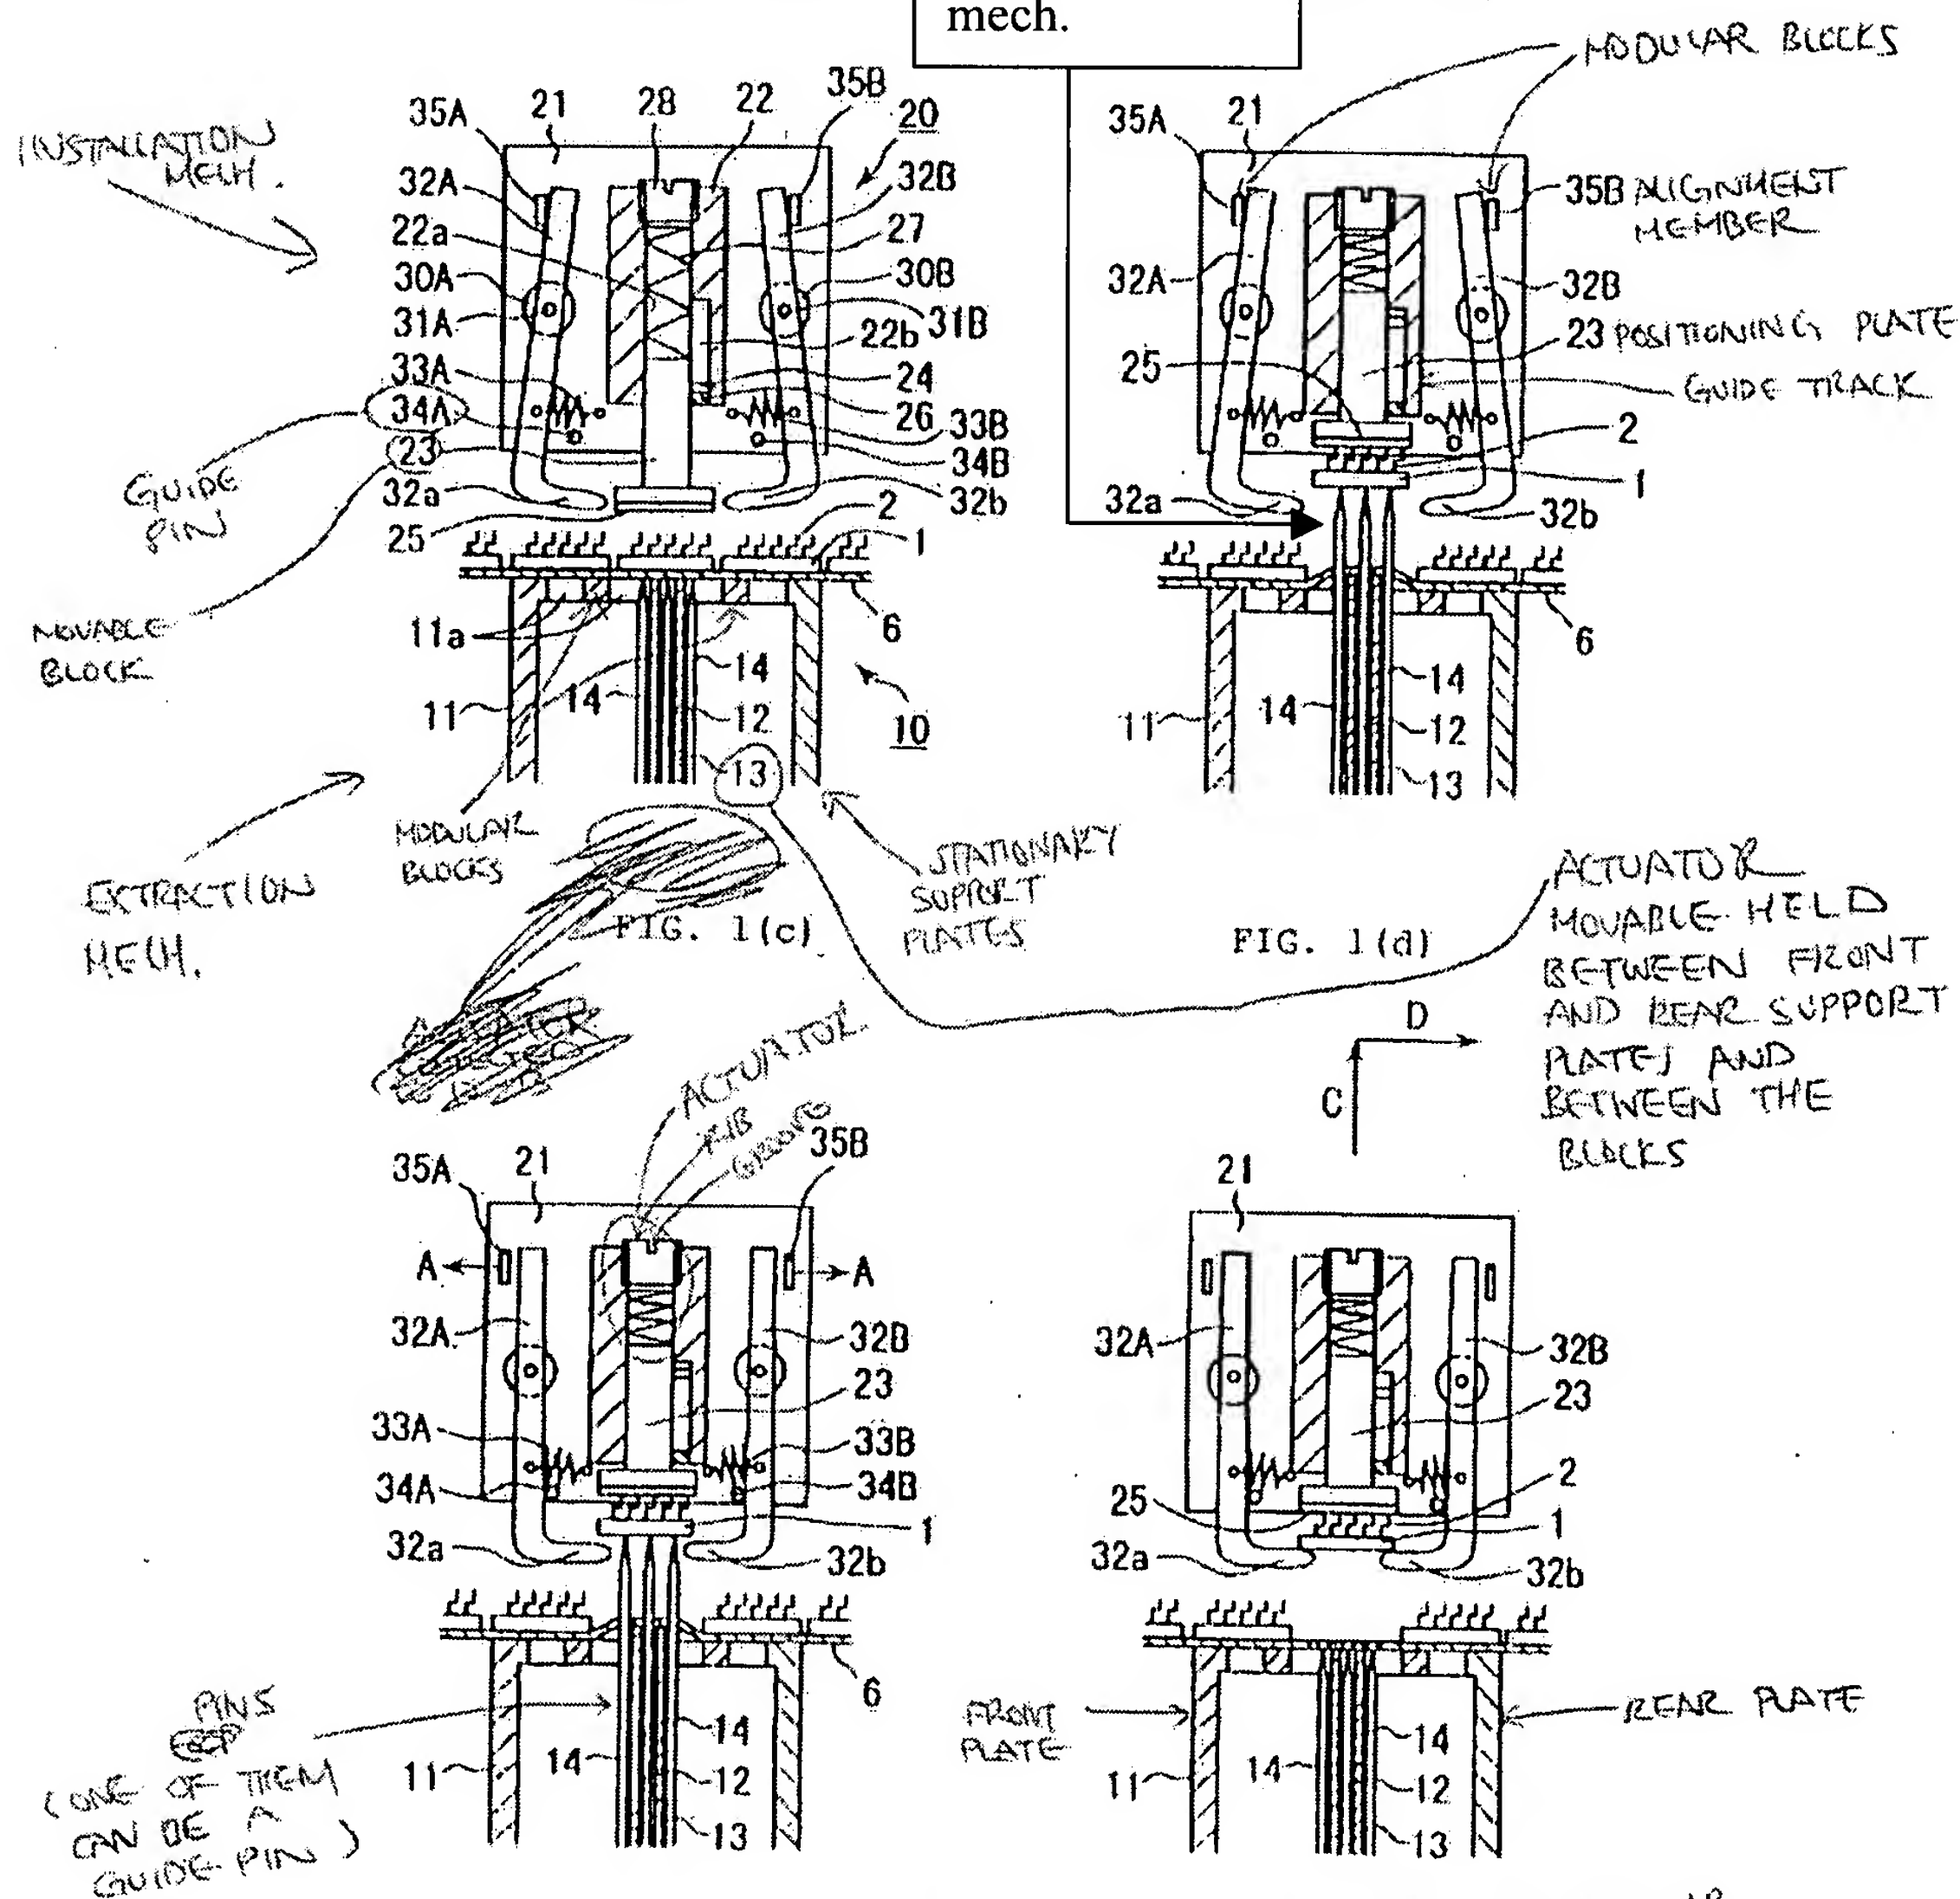 mech.
MODULAR BLOCKS
INSTALLATION
MECH.
35A 21 28 22 35B 20
32A 32B
22a 27
30A 30B
31A 31B
22b
33A 24
34A 26
33B
23 34B
32a 32b
25 2
1
GUIDE
PIN
MOVABLE
BLOCK
11a 6
14
11 14 12 10
13
35A 21
35B ALIGNMENT
MEMBER
32A 32B
23 POSITIONING PLATE
25 GUIDE TRACK
2
1
32a 32b
6
14
14 12
11
13
MODULAR
BLOCKS
EXTRACTION
MECH.
STATIONARY
SUPPORT
PLATES
FIG. 1(c)
FIG. 1(d)
ACTUATOR
MOVABLE HELD
BETWEEN FRONT
AND REAR SUPPORT
PLATES AND
BETWEEN THE
BLOCKS
D
C
ACTUATOR
RIB
GROOVE
35A 21 35B
A A
32A 32B
23
33A 33B
34A 34B
1
32a 32b
6
14
11 14 12
13
PINS
(ONE OF THEM
CAN BE A
GUIDE PIN)
21
32A 32B
23
25 2
1
32a 32b
FRONT
PLATE
REAR PLATE
14
11 14 12
13